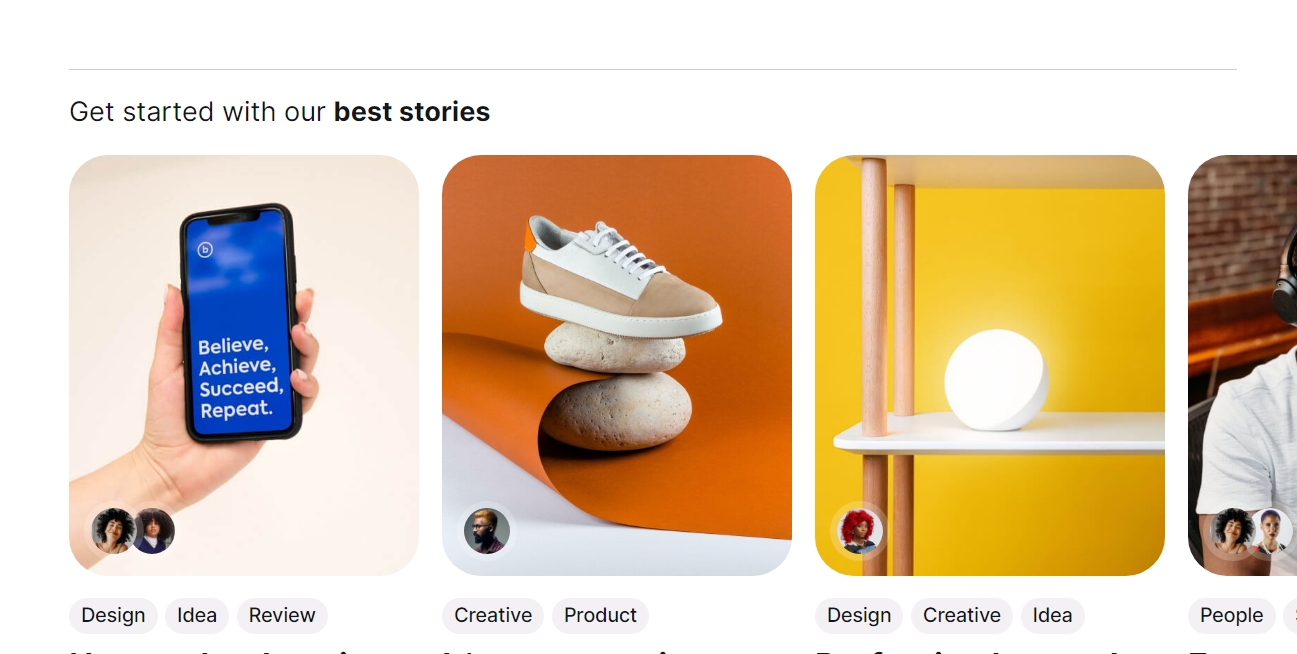 Get started with our best stories
b
Believe,
Achieve,
Succeed,
Repeat.
Design Idea Review
Creative Product
Design Creative Idea
People